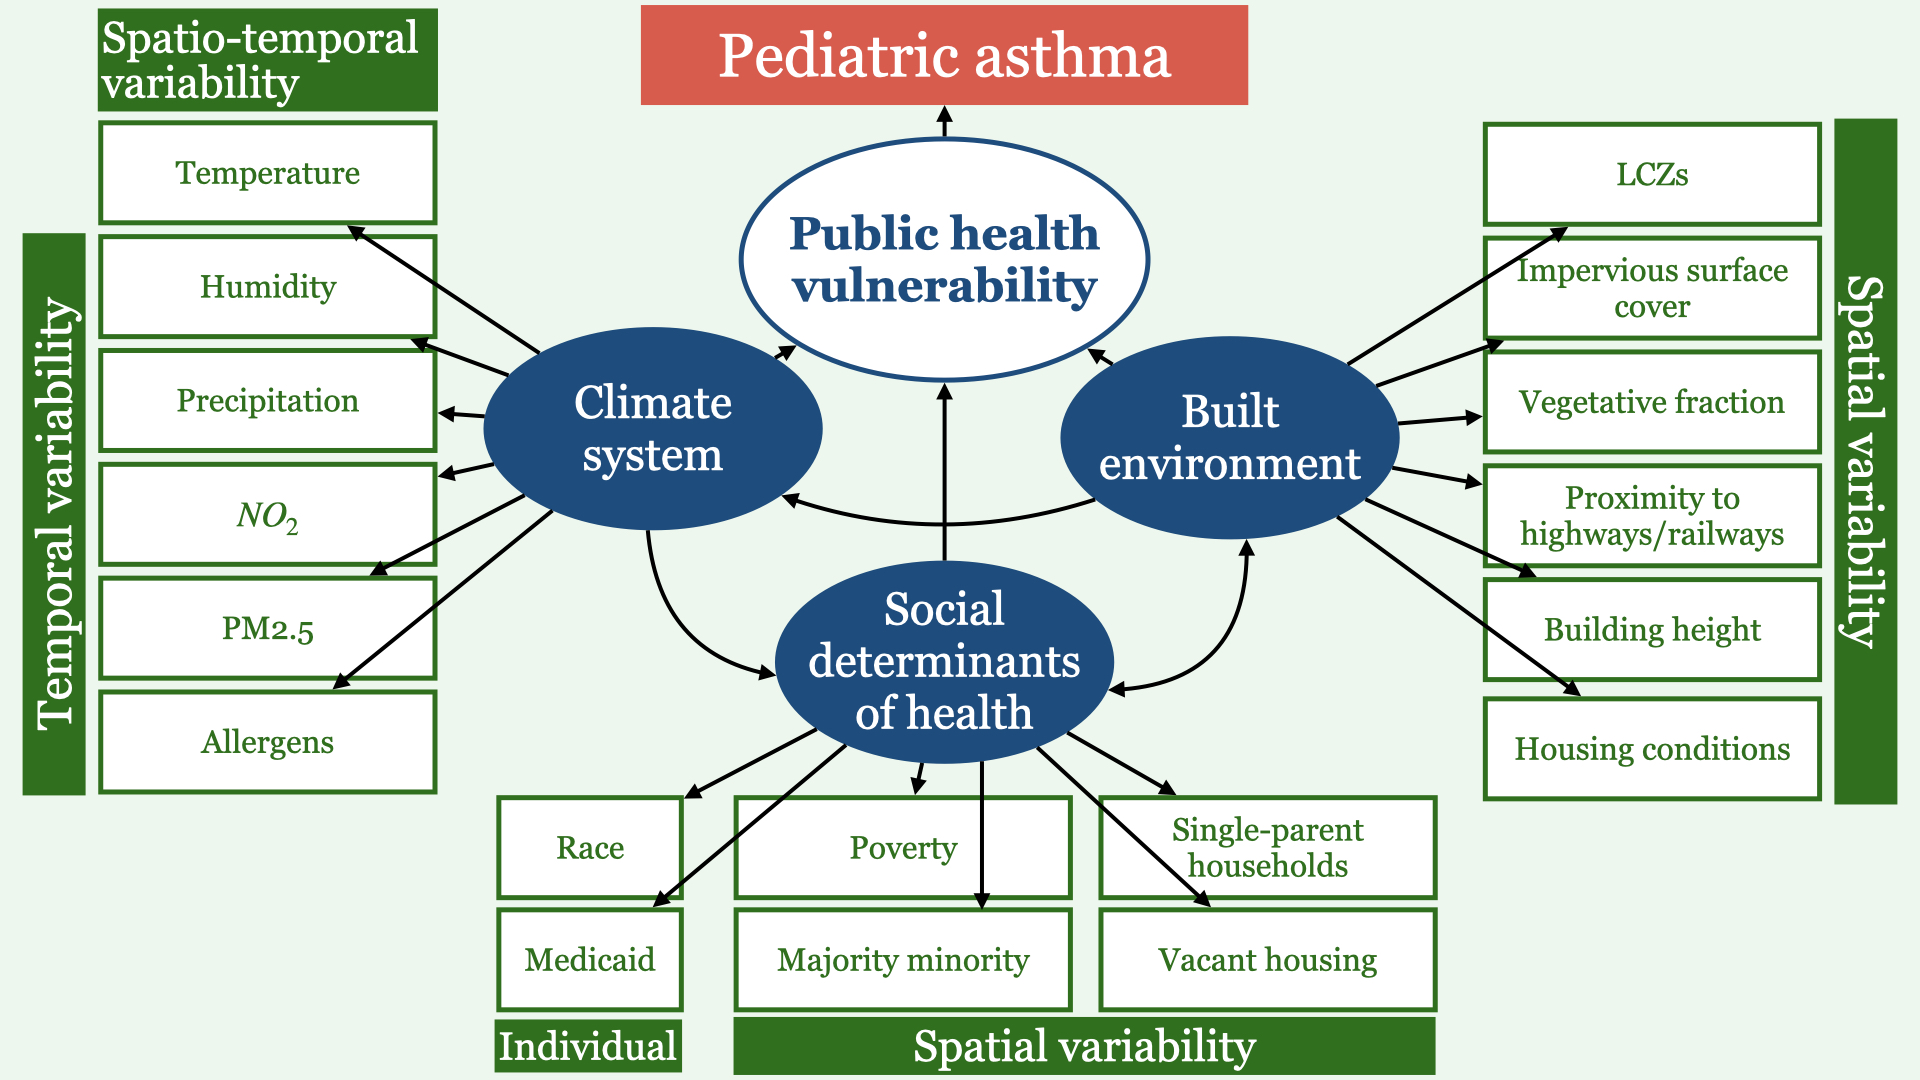 Spatio-temporal
variability
Pediatric asthma
Temperature
Humidity
Precipitation
NO₂
PM2.5
Allergens
Temporal variability
Public health
vulnerability
Climate
system
Built
environment
Social
determinants
of health
LCZs
Impervious surface
cover
Vegetative fraction
Proximity to
highways/railways
Building height
Housing conditions
Spatial variability
Race
Poverty
Single-parent
households
Medicaid
Majority minority
Vacant housing
Individual
Spatial variability